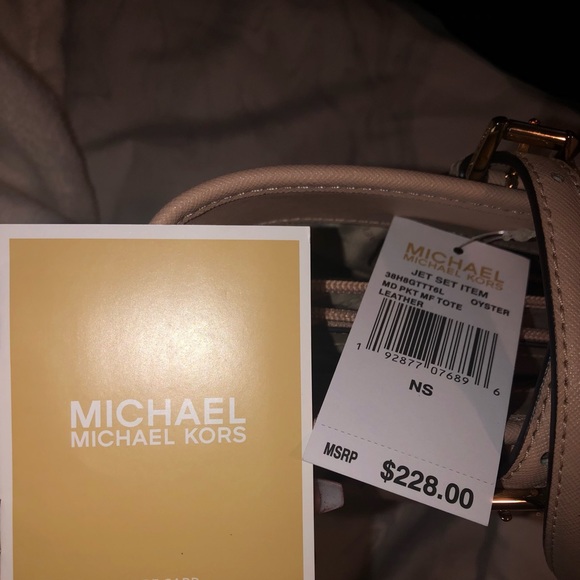 MICHAEL
MICHAEL KORS
MICHAEL
MICHAEL KORS
JET SET ITEM
38H8GTTT6L OYSTER
MD PKT MF TOTE
LEATHER
1 92877 07689 6
NS
MSRP $228.00